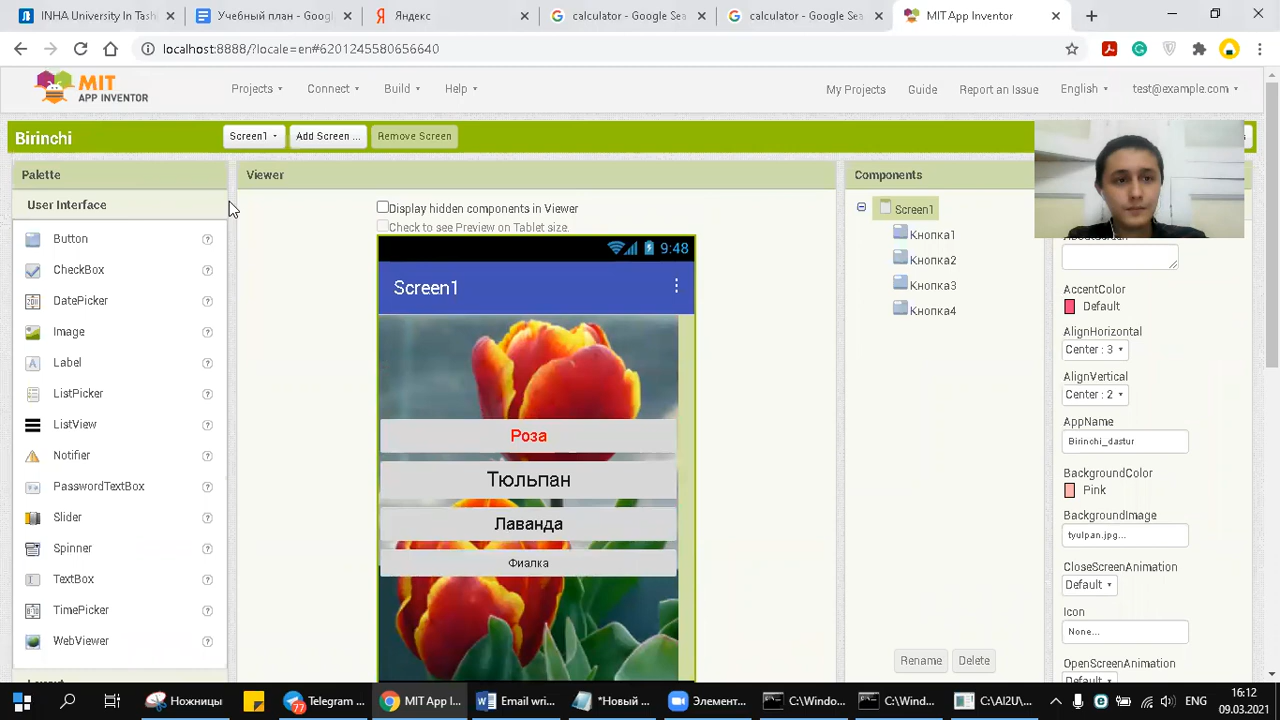 INHA University In Tash
Учебный план - Googl
Яндекс
calculator - Google Sea
calculator - Google Sea
MIT App Inventor
localhost:8888/?locale=en#6201245580656640
MIT
APP INVENTOR
Projects
Connect
Build
Help
My Projects
Guide
Report an Issue
English
test@example.com
Birinchi
Screen1
Add Screen ...
Remove Screen
Palette
Viewer
Components
User Interface
Button
CheckBox
DatePicker
Image
Label
ListPicker
ListView
Notifier
PasswordTextBox
Slider
Spinner
TextBox
TimePicker
WebViewer
Display hidden components in Viewer
Check to see Preview on Tablet size.
9:48
Screen1
Роза
Тюльпан
Лаванда
Фиалка
Screen1
Кнопка1
Кнопка2
Кнопка3
Кнопка4
Rename
Delete
AccentColor
Default
AlignHorizontal
Center : 3
AlignVertical
Center : 2
AppName
Birinchi_dastur
BackgroundColor
Pink
BackgroundImage
tyulpan.jpg...
CloseScreenAnimation
Default
Icon
None...
OpenScreenAnimation
Default
Ножницы
77
Telegram ...
MIT App I...
Email wri...
*Новый ...
Элемент...
C:\Windo...
C:\Wind...
C:\AI2U\...
ENG
16:12
09.03.2021